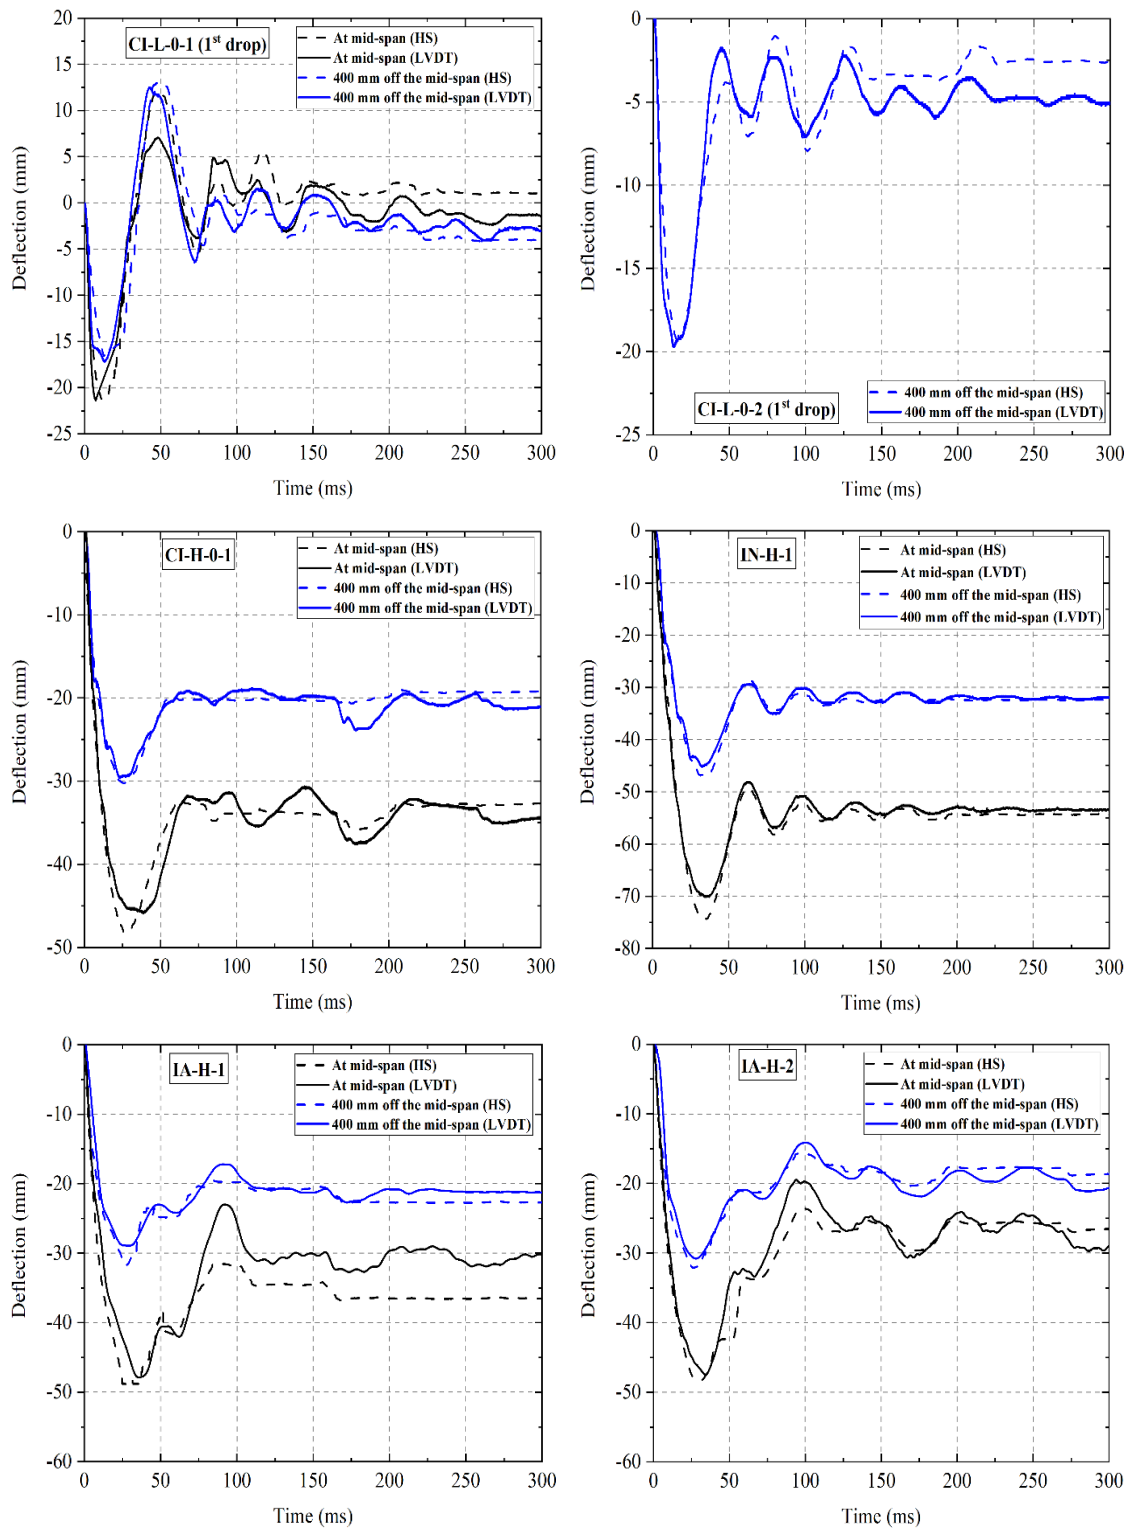 CI-L-0-1 (1st drop)
At mid-span (HS)
At mid-span (LVDT)
400 mm off the mid-span (HS)
400 mm off the mid-span (LVDT)
20
15
10
5
0
-5
-10
-15
-20
-25
Deflection (mm)
0 50 100 150 200 250 300
Time (ms)
0
-5
-10
-15
-20
-25
Deflection (mm)
CI-L-0-2 (1st drop)
400 mm off the mid-span (HS)
400 mm off the mid-span (LVDT)
0 50 100 150 200 250 300
Time (ms)
CI-H-0-1
At mid-span (HS)
At mid-span (LVDT)
400 mm off the mid-span (HS)
400 mm off the mid-span (LVDT)
0
-10
-20
-30
-40
-50
Deflection (mm)
0 50 100 150 200 250 300
Time (ms)
IN-H-1
At mid-span (HS)
At mid-span (LVDT)
400 mm off the mid-span (HS)
400 mm off the mid-span (LVDT)
0
-10
-20
-30
-40
-50
-60
-70
-80
Deflection (mm)
0 50 100 150 200 250 300
Time (ms)
IA-H-1
At mid-span (HS)
At mid-span (LVDT)
400 mm off the mid-span (HS)
400 mm off the mid-span (LVDT)
0
-10
-20
-30
-40
-50
-60
Deflection (mm)
0 50 100 150 200 250 300
Time (ms)
IA-H-2
At mid-span (HS)
At mid-span (LVDT)
400 mm off the mid-span (HS)
400 mm off the mid-span (LVDT)
0
-10
-20
-30
-40
-50
-60
Deflection (mm)
0 50 100 150 200 250 300
Time (ms)